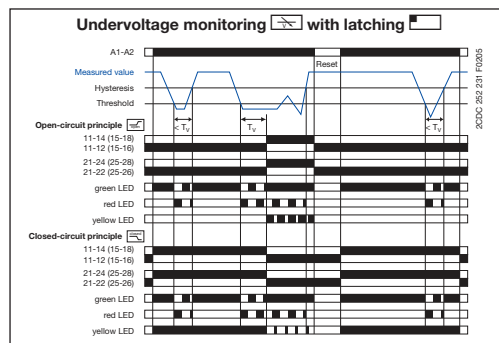 Undervoltage monitoring with latching
A1-A2
Reset
Measured value
Hysteresis
Threshold
< Tv
Tv
< Tv
Open-circuit principle
11-14 (15-18)
11-12 (15-16)
21-24 (25-28)
21-22 (25-26)
green LED
red LED
yellow LED
Closed-circuit principle
11-14 (15-18)
11-12 (15-16)
21-24 (25-28)
21-22 (25-26)
green LED
red LED
yellow LED
2CDC 252 231 F0205